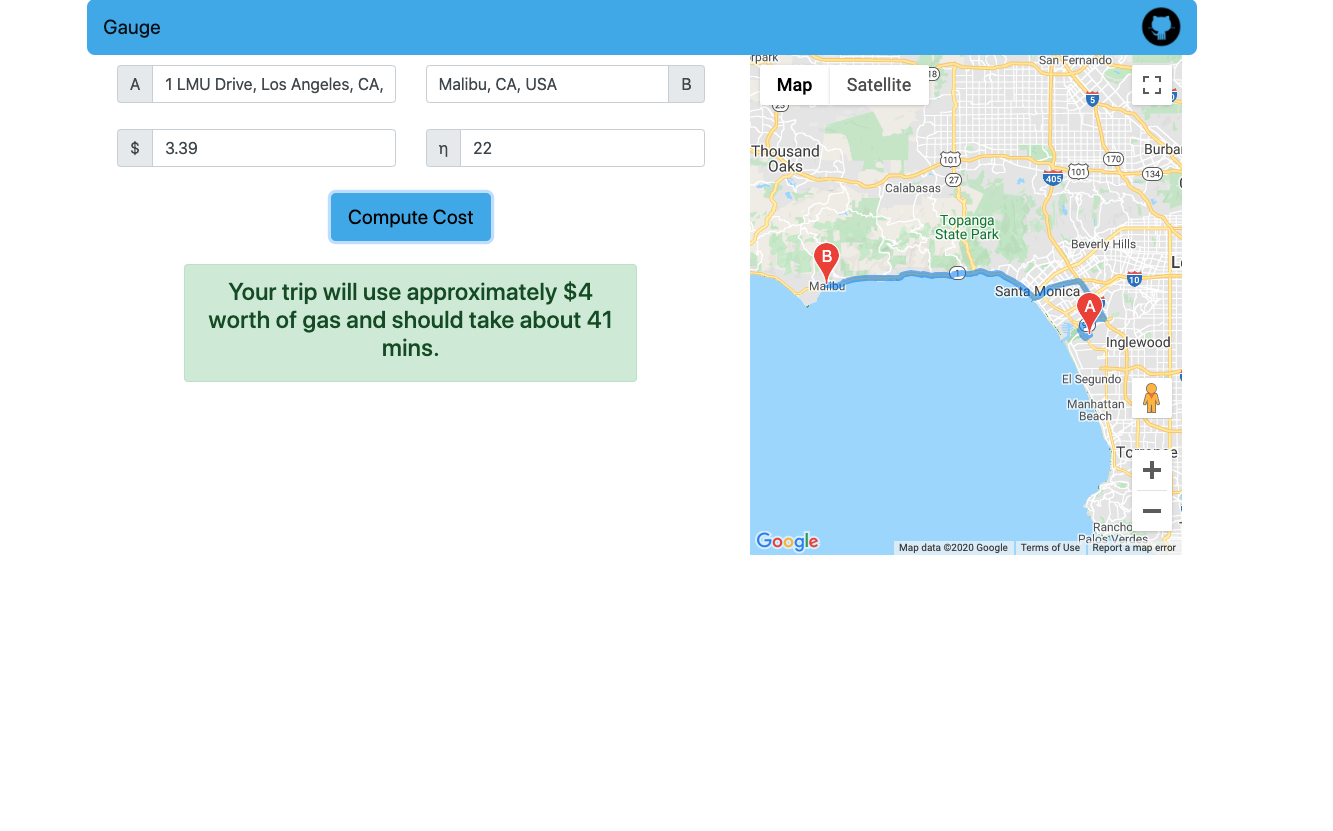 Gauge
A 1 LMU Drive, Los Angeles, CA,
Malibu, CA, USA B
$ 3.39
η 22
Compute Cost
Your trip will use approximately $4
worth of gas and should take about 41
mins.
Map Satellite
San Fernando
5
Thousand
Oaks
101
27
Calabasas
405
101
170
134
Topanga
State Park
Beverly Hills
B
Malibu
1
Santa Monica
10
A
Inglewood
El Segundo
Manhattan
Beach
Rancho
Palos Verdes
Google
Map data ©2020 Google
Terms of Use
Report a map error